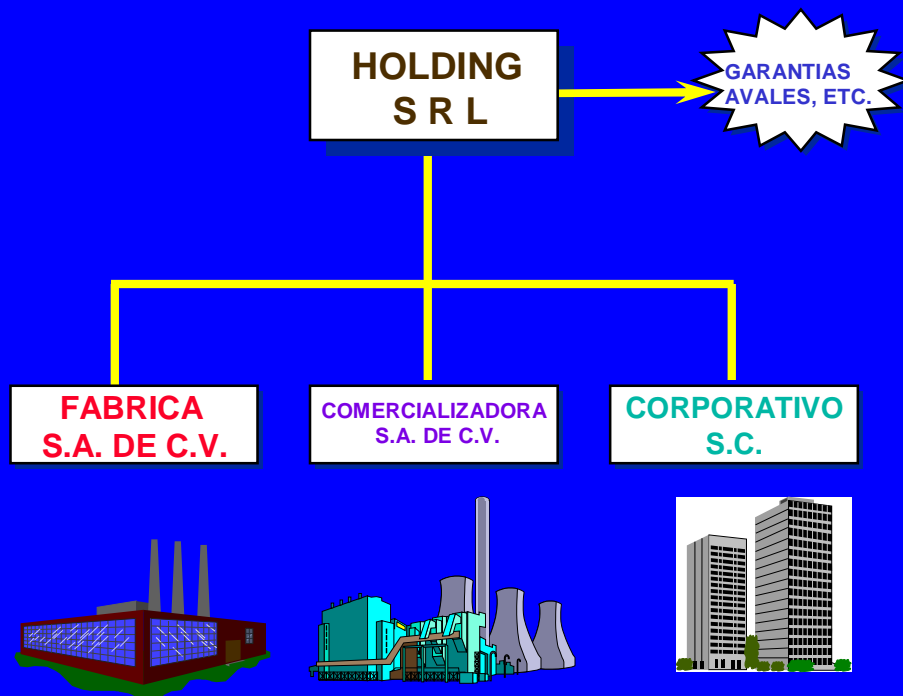 HOLDING
S R L
GARANTIAS
AVALES, ETC.
FABRICA
S.A. DE C.V.
COMERCIALIZADORA
S.A. DE C.V.
CORPORATIVO
S.C.